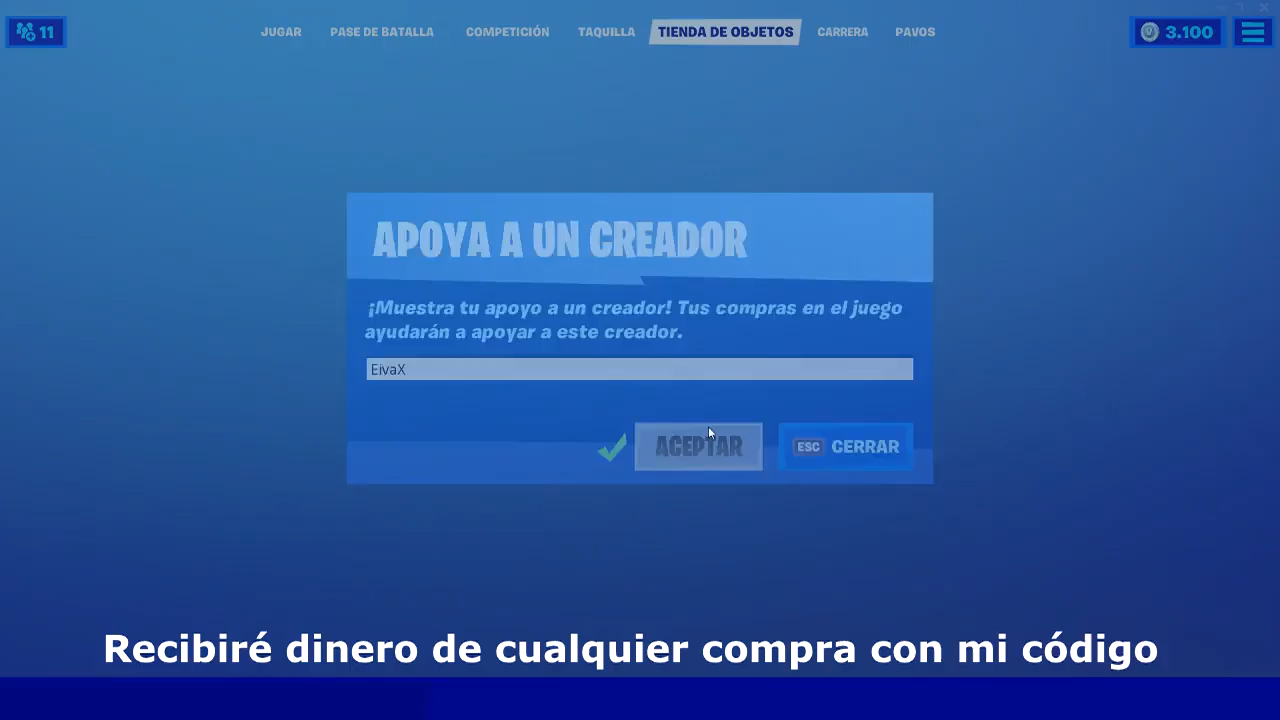 11
JUGAR
PASE DE BATALLA
COMPETICIÓN
TAQUILLA
TIENDA DE OBJETOS
CARRERA
PAVOS
3.100
APOYA A UN CREADOR
¡Muestra tu apoyo a un creador! Tus compras en el juego
ayudarán a apoyar a este creador.
EivaX
ACEPTAR
ESC CERRAR
Recibiré dinero de cualquier compra con mi código